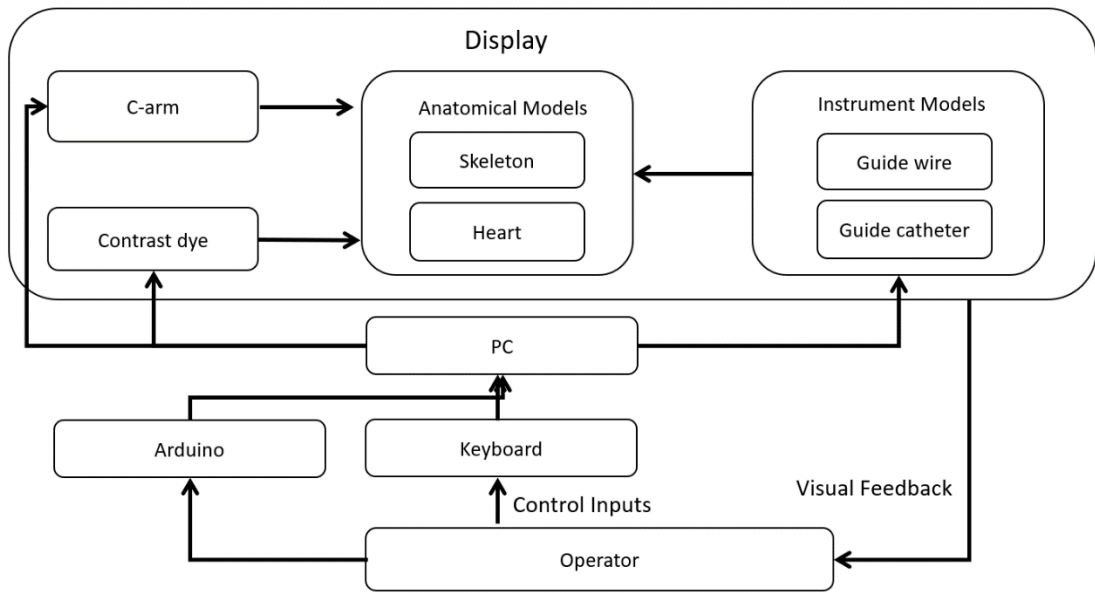 Display
C-arm
Anatomical Models
Instrument Models
Skeleton
Guide wire
Contrast dye
Heart
Guide catheter
PC
Arduino
Keyboard
Control Inputs
Visual Feedback
Operator